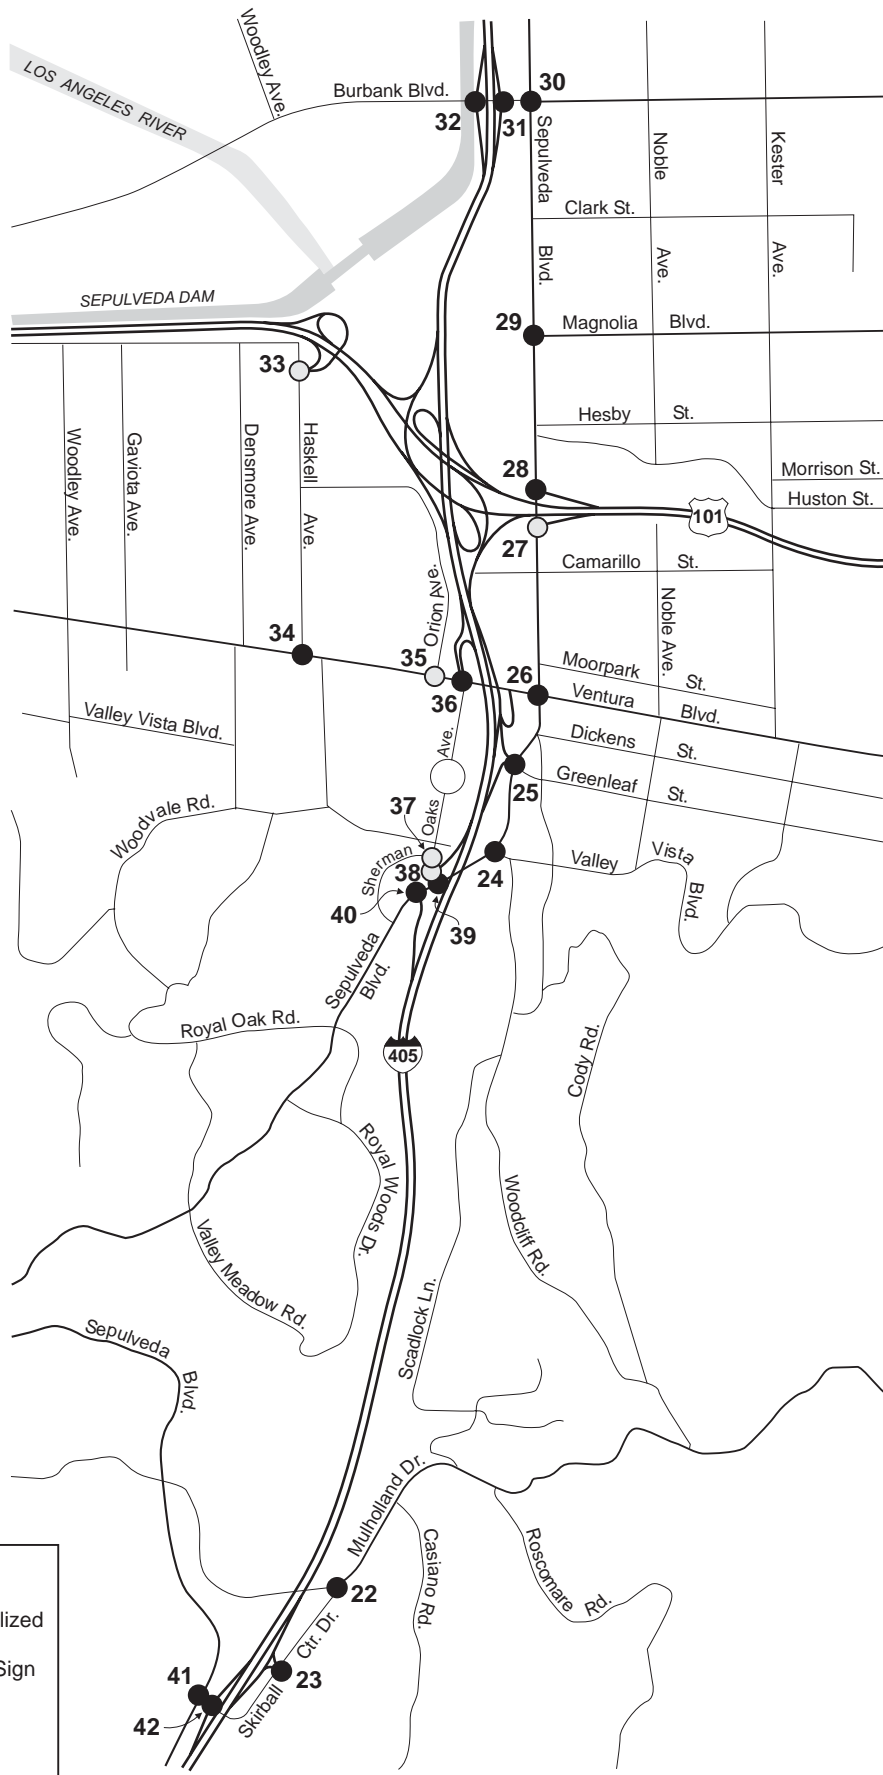 Woodley Ave.
LOS ANGELES RIVER
Burbank Blvd.
30
32
31
Sepulveda
Noble
Kester
Clark St.
Blvd.
Ave.
Ave.
SEPULVEDA DAM
29
Magnolia Blvd.
33
Hesby St.
Woodley Ave.
Gaviota Ave.
Densmore Ave.
Haskell
Ave.
28
Morrison St.
Huston St.
101
27
Camarillo St.
Orion Ave.
Noble Ave.
34
35
36
26
Moorpark St.
Ventura Blvd.
Valley Vista Blvd.
Dickens St.
Ave.
Greenleaf St.
25
Woodvale Rd.
37
Oaks
Sherman
38
24
Valley Vista
Blvd.
40
39
Sepulveda
Blvd.
Royal Oak Rd.
405
Cody Rd.
Royal Woods Dr.
Woodcliff Rd.
Valley Meadow Rd.
Scadlock Ln.
Sepulveda
Blvd.
Mulholland Dr.
Casiano Rd.
Roscomare Rd.
22
lized
Ctr. Dr.
Sign
41
23
Skirball
42